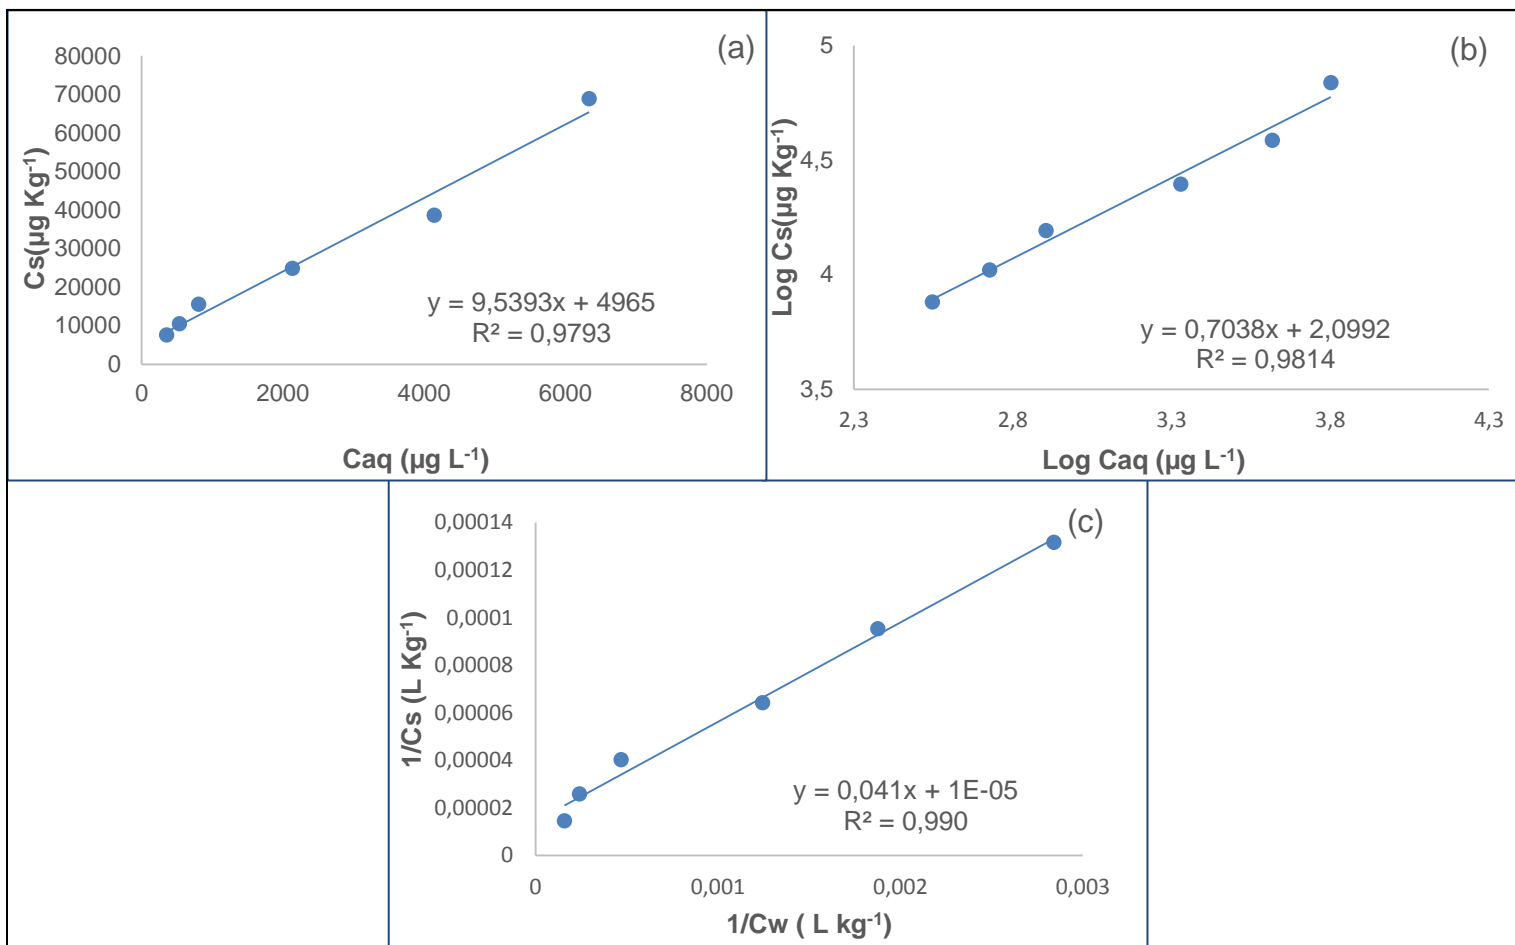 (a)
80000
70000
60000
50000
40000
30000
20000
10000
0
Cs(µg Kg-1)
y = 9,5393x + 4965
R² = 0,9793
0 2000 4000 6000 8000
Caq (µg L-1)
(b)
5
4,5
4
3,5
Log Cs(µg Kg-1)
y = 0,7038x + 2,0992
R² = 0,9814
2,3 2,8 3,3 3,8 4,3
Log Caq (µg L-1)
(c)
0,00014
0,00012
0,0001
0,00008
0,00006
0,00004
0,00002
0
1/Cs (L Kg-1)
y = 0,041x + 1E-05
R² = 0,990
0 0,001 0,002 0,003
1/Cw ( L kg-1)